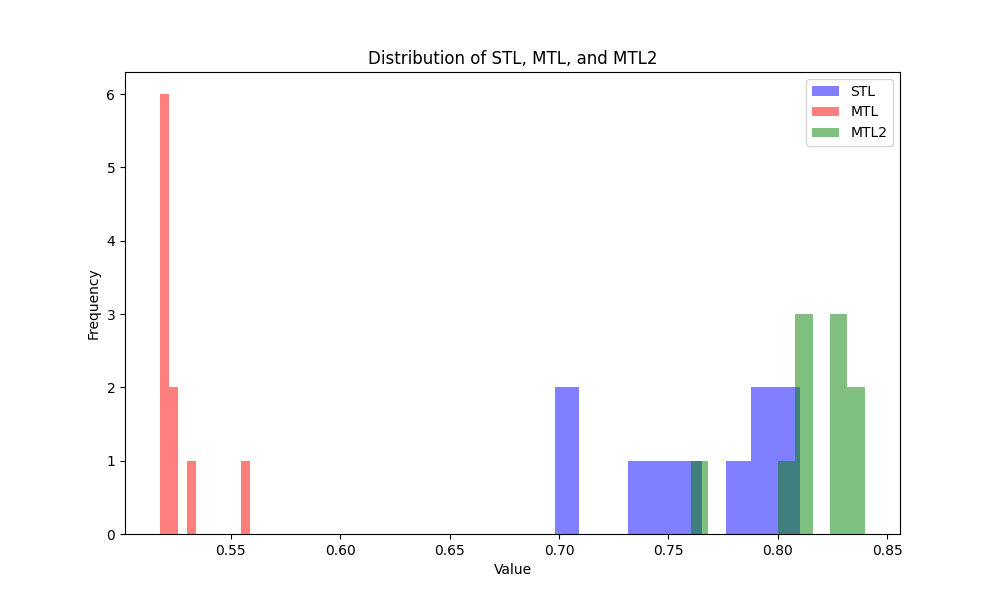 Distribution of STL, MTL, and MTL2
STL
MTL
MTL2
6
5
4
3
2
1
0
Frequency
0.55 0.60 0.65 0.70 0.75 0.80 0.85
Value